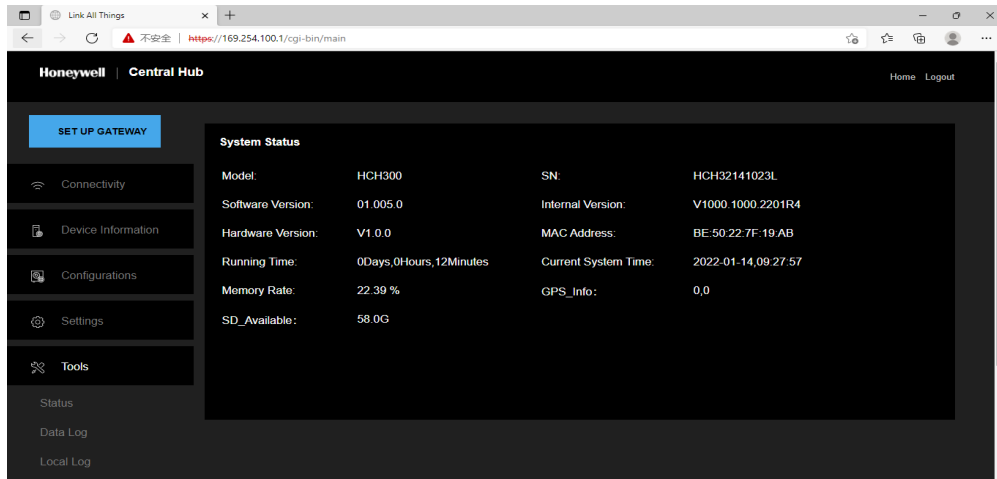 Link All Things
不安全 | https://169.254.100.1/cgi-bin/main
Honeywell | Central Hub
Home Logout
SET UP GATEWAY
Connectivity
Device Information
Configurations
Settings
Tools
Status
Data Log
Local Log
System Status
Model: HCH300 SN: HCH32141023L
Software Version: 01.005.0 Internal Version: V1000.1000.2201R4
Hardware Version: V1.0.0 MAC Address: BE:50:22:7F:19:AB
Running Time: 0Days,0Hours,12Minutes Current System Time: 2022-01-14,09:27:57
Memory Rate: 22.39 % GPS_Info: 0,0
SD_Available: 58.0G